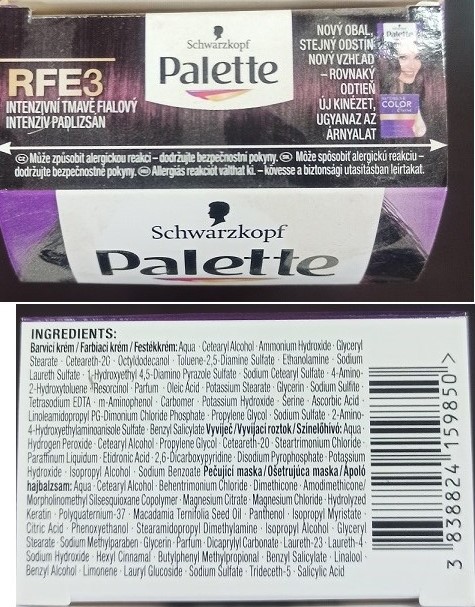 Schwarzkopf
Palette
RFE3
INTENZIVNÍ TMAVĚ FIALOVÝ
INTENZÍV PADLIZSÁN
NOVÝ OBAL,
STEJNÝ ODSTÍN
NOVÝ VZHĽAD
– ROVNAKÝ
ODTIEŇ
ÚJ KINÉZET,
UGYANAZ AZ
ÁRNYALAT
Palette
COLOR
CZ Může způsobit alergickou reakci – dodržujte bezpečnostní pokyny. SK Môže spôsobiť alergickú reakciu –
dodržujte bezpečnostné pokyny. HU Allergiás reakciót válthat ki. – kövesse a biztonsági utasításban leírtakat.
Schwarzkopf
Palette
INGREDIENTS:
Barvicí krém / Farbiaci krém / Festékkrém: Aqua · Cetearyl Alcohol · Ammonium Hydroxide · Glyceryl
Stearate · Ceteareth-20 · Octyldodecanol · Toluene-2,5-Diamine Sulfate · Ethanolamine · Sodium
Laureth Sulfate · 1-Hydroxyethyl 4,5-Diamino Pyrazole Sulfate · Sodium Cetearyl Sulfate · 4-Amino-
2-Hydroxytoluene · Resorcinol · Parfum · Oleic Acid · Potassium Stearate · Glycerin · Sodium Sulfite ·
Tetrasodium EDTA · m-Aminophenol · Carbomer · Potassium Hydroxide · Serine · Ascorbic Acid ·
Linoleamidopropyl PG-Dimonium Chloride Phosphate · Propylene Glycol · Sodium Sulfate · 2-Amino-
4-Hydroxyethylaminoanisole Sulfate · Benzyl Salicylate Vyvíječ / Vyvíjací roztok / Színelőhívó: Aqua ·
Hydrogen Peroxide · Cetearyl Alcohol · Propylene Glycol · Ceteareth-20 · Steartrimonium Chloride ·
Paraffinum Liquidum · Etidronic Acid · 2,6-Dicarboxypyridine · Disodium Pyrophosphate · Potassium
Hydroxide · Isopropyl Alcohol · Sodium Benzoate Pečující maska / Ošetrujúca maska / Ápoló
hajbalzsam: Aqua · Cetearyl Alcohol · Behentrimonium Chloride · Dimethicone · Amodimethicone/
Morpholinomethyl Silsesquioxane Copolymer · Magnesium Citrate · Magnesium Chloride · Hydrolyzed
Keratin · Polyquaternium-37 · Macadamia Ternifolia Seed Oil · Panthenol · Isopropyl Myristate ·
Citric Acid · Phenoxyethanol · Stearamidopropyl Dimethylamine · Isopropyl Alcohol · Glyceryl
Stearate · Sodium Methylparaben · Glycerin · Parfum · Dicaprylyl Carbonate · Laureth-23 · Laureth-4 ·
Sodium Hydroxide · Hexyl Cinnamal · Butylphenyl Methylpropional · Benzyl Salicylate · Linalool ·
Benzyl Alcohol · Limonene · Lauryl Glucoside · Sodium Sulfate · Trideceth-5 · Salicylic Acid
3 838824 159850 >